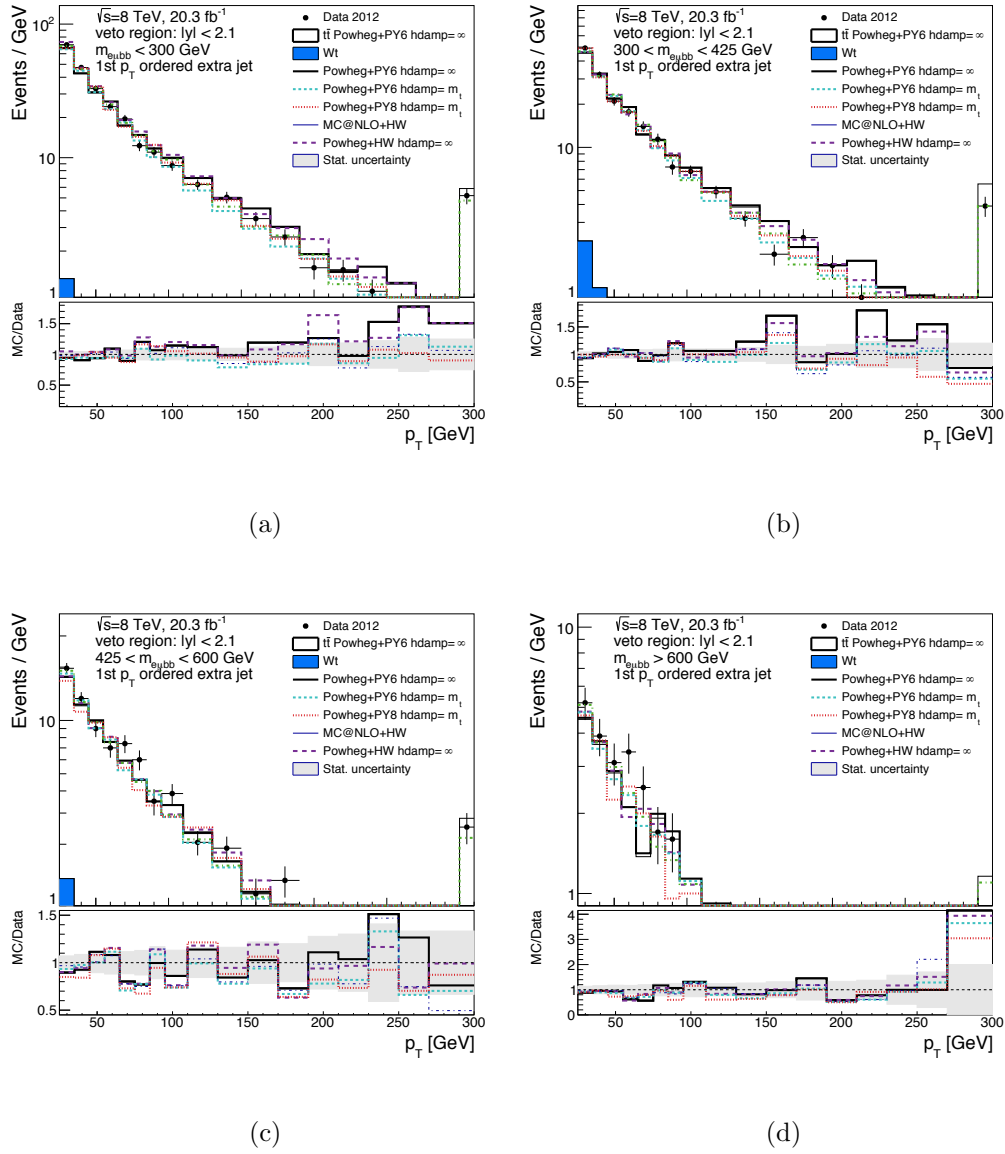 Events / GeV
10²
10
1
√s=8 TeV, 20.3 fb⁻¹
veto region: |y| < 2.1
m_eμbb < 300 GeV
1st p_T ordered extra jet
Data 2012
tt̄ Powheg+PY6 hdamp= ∞
Wt
Powheg+PY6 hdamp= ∞
Powheg+PY6 hdamp= m_t
Powheg+PY8 hdamp= m_t
MC@NLO+HW
Powheg+HW hdamp= ∞
Stat. uncertainty
MC/Data
1.5
1
0.5
50 100 150 200 250 300
p_T [GeV]
(a)
Events / GeV
10
1
√s=8 TeV, 20.3 fb⁻¹
veto region: |y| < 2.1
300 < m_eμbb < 425 GeV
1st p_T ordered extra jet
Data 2012
tt̄ Powheg+PY6 hdamp= ∞
Wt
Powheg+PY6 hdamp= ∞
Powheg+PY6 hdamp= m_t
Powheg+PY8 hdamp= m_t
MC@NLO+HW
Powheg+HW hdamp= ∞
Stat. uncertainty
MC/Data
1.5
1
0.5
50 100 150 200 250 300
p_T [GeV]
(b)
Events / GeV
10
1
√s=8 TeV, 20.3 fb⁻¹
veto region: |y| < 2.1
425 < m_eμbb < 600 GeV
1st p_T ordered extra jet
Data 2012
tt̄ Powheg+PY6 hdamp= ∞
Wt
Powheg+PY6 hdamp= ∞
Powheg+PY6 hdamp= m_t
Powheg+PY8 hdamp= m_t
MC@NLO+HW
Powheg+HW hdamp= ∞
Stat. uncertainty
MC/Data
1.5
1
0.5
50 100 150 200 250 300
p_T [GeV]
(c)
Events / GeV
10
1
√s=8 TeV, 20.3 fb⁻¹
veto region: |y| < 2.1
m_eμbb > 600 GeV
1st p_T ordered extra jet
Data 2012
tt̄ Powheg+PY6 hdamp= ∞
Wt
Powheg+PY6 hdamp= ∞
Powheg+PY6 hdamp= m_t
Powheg+PY8 hdamp= m_t
MC@NLO+HW
Powheg+HW hdamp= ∞
Stat. uncertainty
MC/Data
4
3
2
1
0
50 100 150 200 250 300
p_T [GeV]
(d)